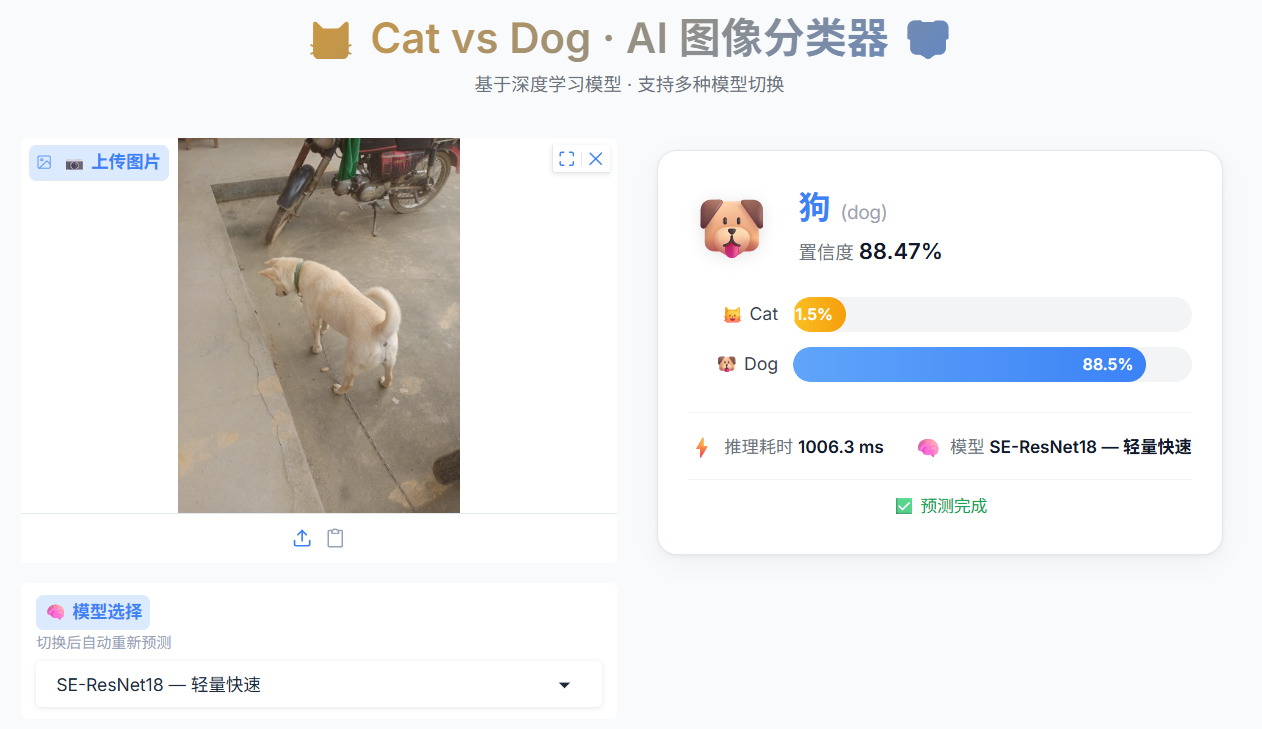 Cat vs Dog · AI 图像分类器
基于深度学习模型 · 支持多种模型切换
上传图片
狗 (dog)
置信度 88.47%
Cat 1.5%
Dog 88.5%
推理耗时 1006.3 ms 模型 SE-ResNet18 — 轻量快速
预测完成
模型选择
切换后自动重新预测
SE-ResNet18 — 轻量快速